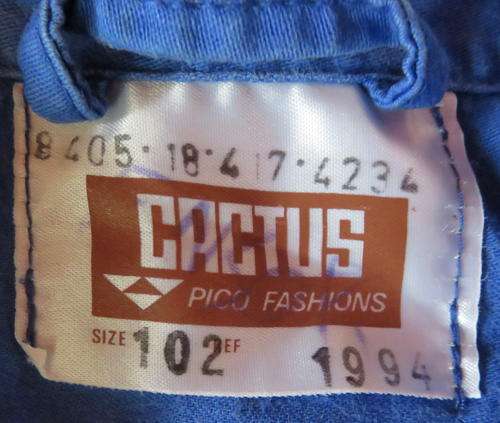 8405·18·417·4234
CACTUS
PICO FASHIONS
SIZE 102 EF 1994